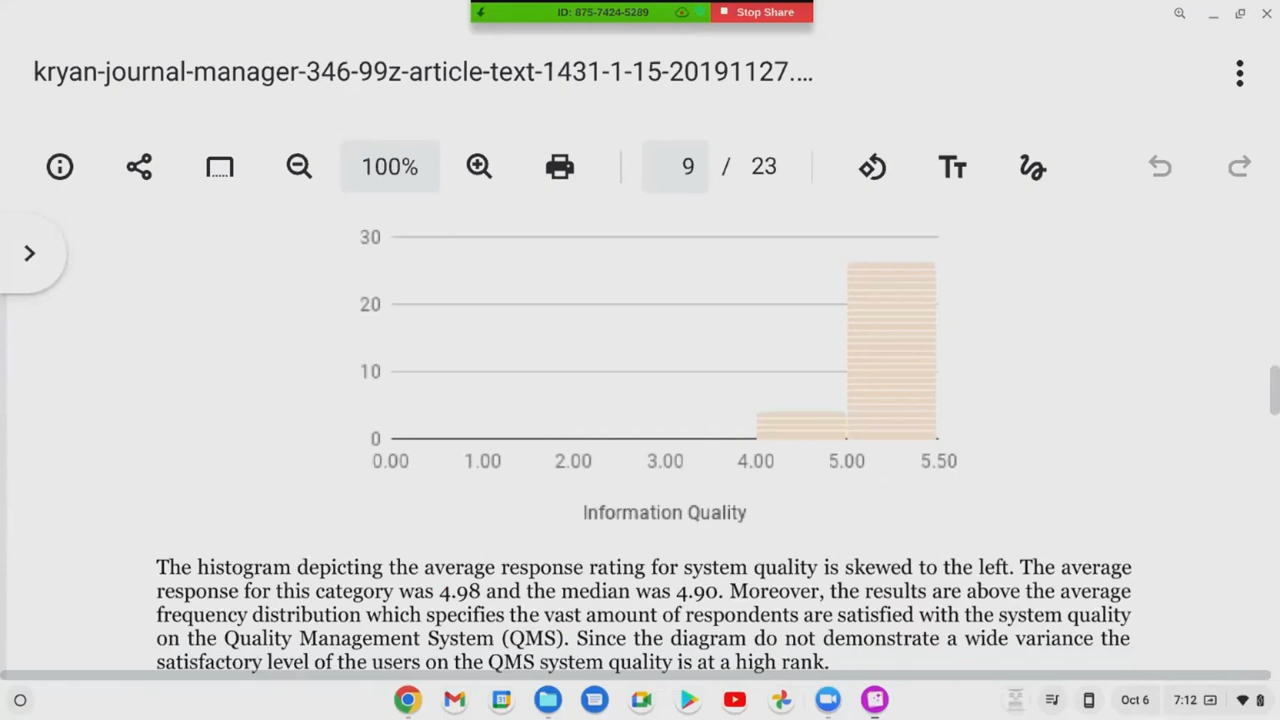 ID: 875-7424-5289 Stop Share
kryan-journal-manager-346-99z-article-text-1431-1-15-20191127....
100% 9 / 23
30
20
10
0
0.00 1.00 2.00 3.00 4.00 5.00 5.50
Information Quality
The histogram depicting the average response rating for system quality is skewed to the left. The average
response for this category was 4.98 and the median was 4.90. Moreover, the results are above the average
frequency distribution which specifies the vast amount of respondents are satisfied with the system quality
on the Quality Management System (QMS). Since the diagram do not demonstrate a wide variance the
satisfactory level of the users on the QMS system quality is at a high rank.
Oct 6 7:12